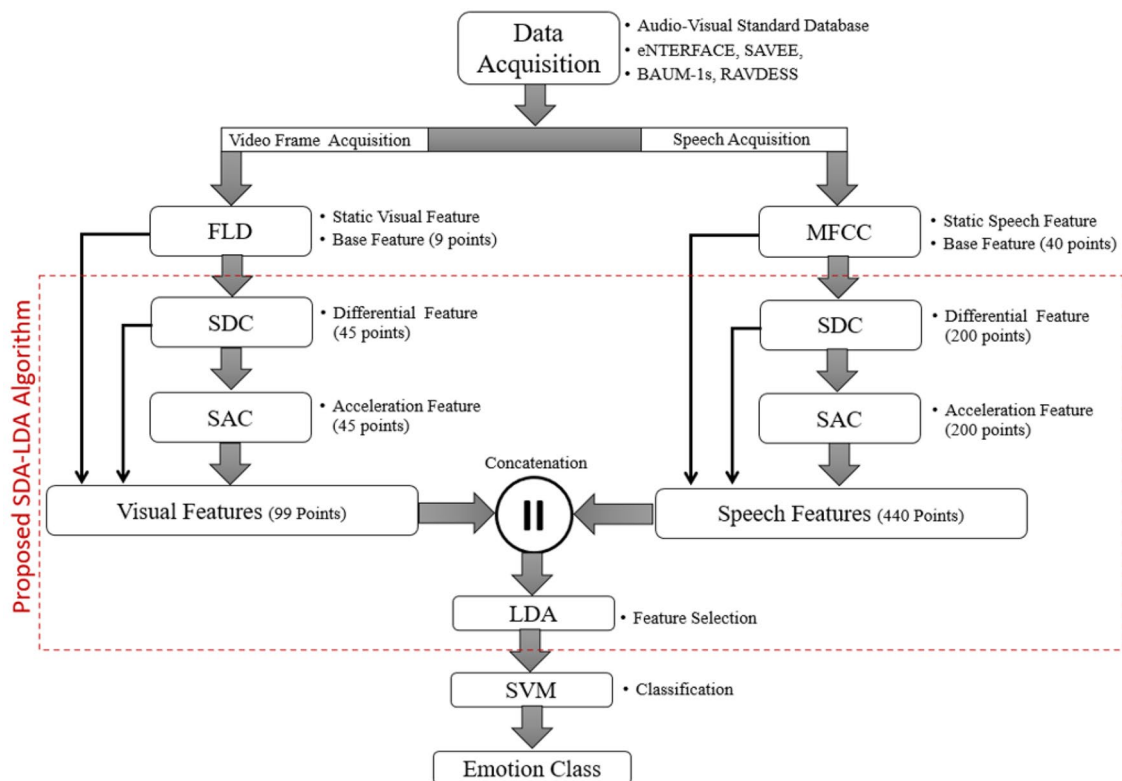 Data
Acquisition
• Audio-Visual Standard Database
• eNTERFACE, SAVEE,
• BAUM-1s, RAVDESS
Video Frame Acquisition
Speech Acquisition
FLD
• Static Visual Feature
• Base Feature (9 points)
MFCC
• Static Speech Feature
• Base Feature (40 points)
Proposed SDA-LDA Algorithm
SDC
• Differential Feature
(45 points)
SDC
• Differential Feature
(200 points)
SAC
• Acceleration Feature
(45 points)
SAC
• Acceleration Feature
(200 points)
Concatenation
Visual Features (99 Points)
Speech Features (440 Points)
LDA
• Feature Selection
SVM
• Classification
Emotion Class